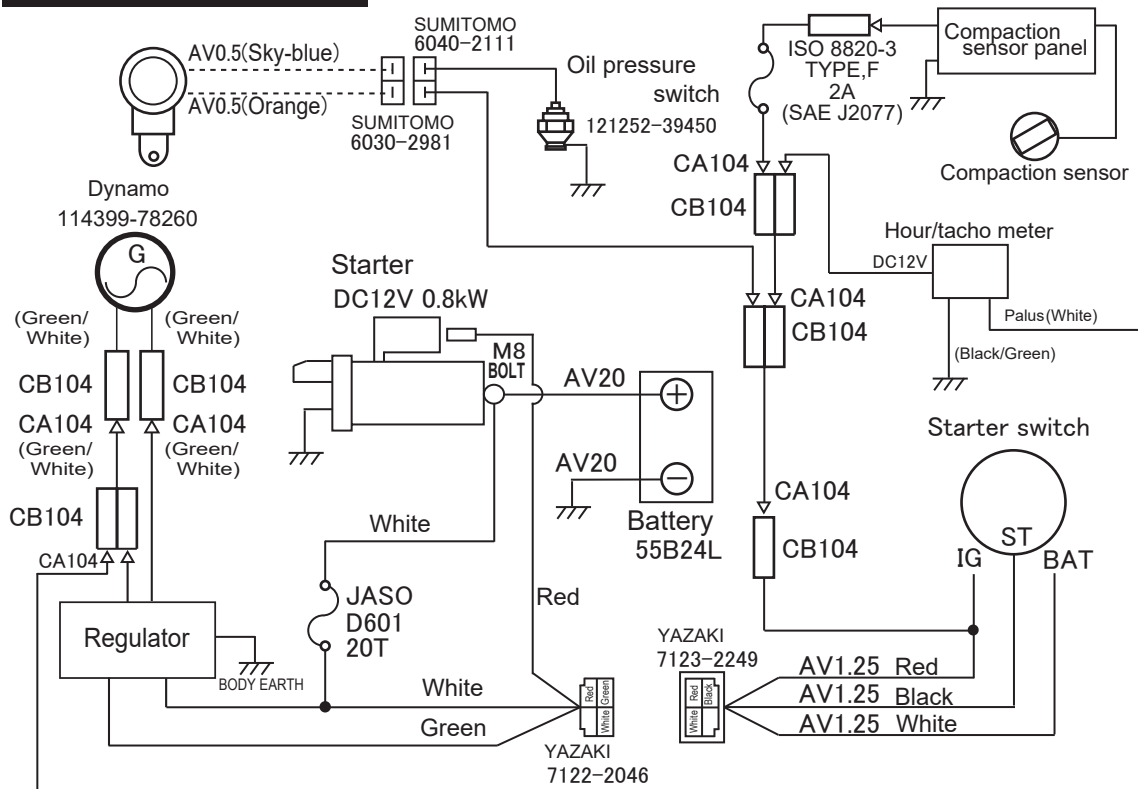 AV0.5(Sky-blue)
AV0.5(Orange)
SUMITOMO
6040-2111
SUMITOMO
6030-2981
Oil pressure
switch
121252-39450
ISO 8820-3
TYPE,F
2A
(SAE J2077)
Compaction
sensor panel
Compaction sensor
CA104
CB104
Dynamo
114399-78260
G
Hour/tacho meter
DC12V
Palus(White)
(Black/Green)
CA104
CB104
Starter
DC12V 0.8kW
M8
BOLT
AV20
AV20
Battery
55B24L
(Green/
White)
(Green/
White)
CB104
CB104
CA104
CA104
(Green/
White)
(Green/
White)
CB104
CA104
Regulator
BODY EARTH
White
JASO
D601
20T
Red
White
Green
Red
Green
White
YAZAKI
7122-2046
CA104
CB104
Starter switch
ST
IG
BAT
YAZAKI
7123-2249
Red
Black
White
AV1.25 Red
AV1.25 Black
AV1.25 White